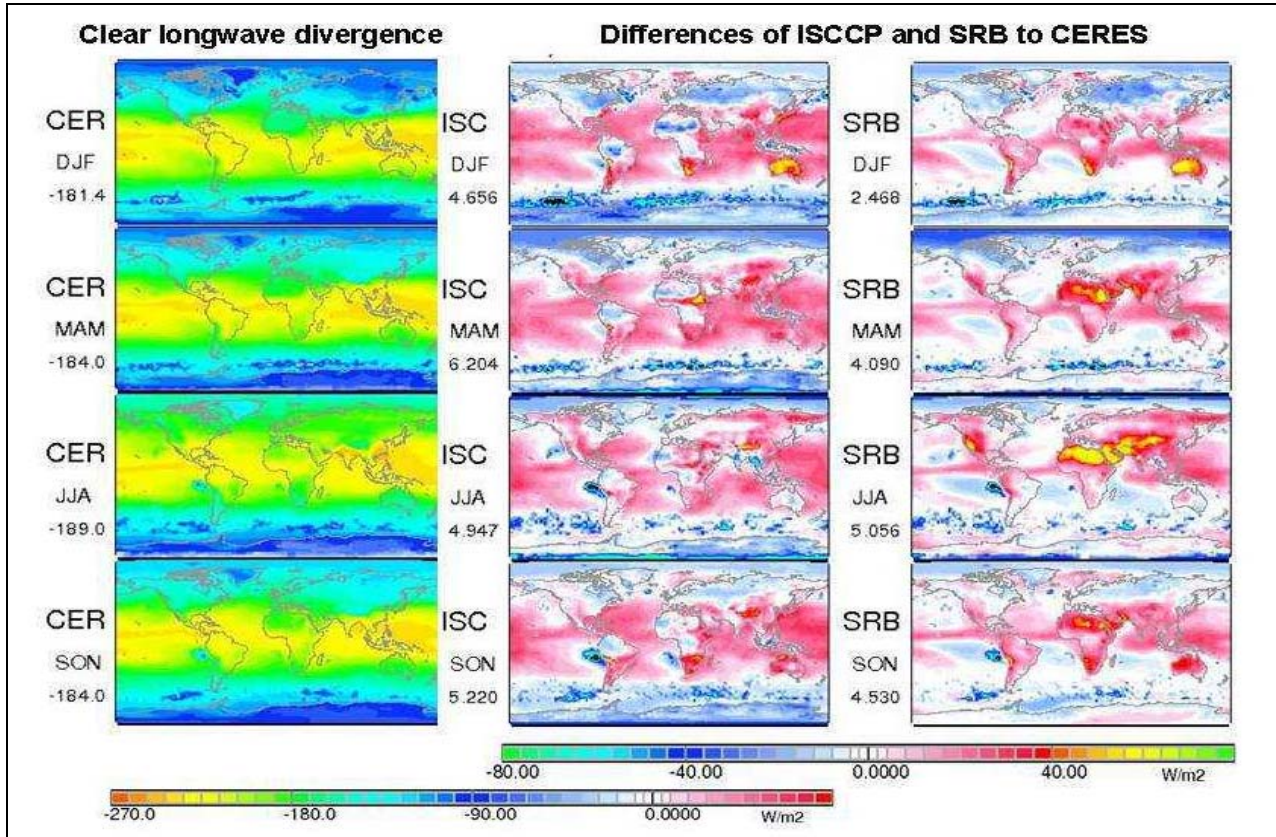 Clear longwave divergence
Differences of ISCCP and SRB to CERES
CER
DJF
-181.4
ISC
DJF
4.656
SRB
DJF
2.468
CER
MAM
-184.0
ISC
MAM
6.204
SRB
MAM
4.090
CER
JJA
-189.0
ISC
JJA
4.947
SRB
JJA
5.056
CER
SON
-184.0
ISC
SON
5.220
SRB
SON
4.530
-80.00 -40.00 0.0000 40.00 W/m2
-270.0 -180.0 -90.00 0.0000 W/m2